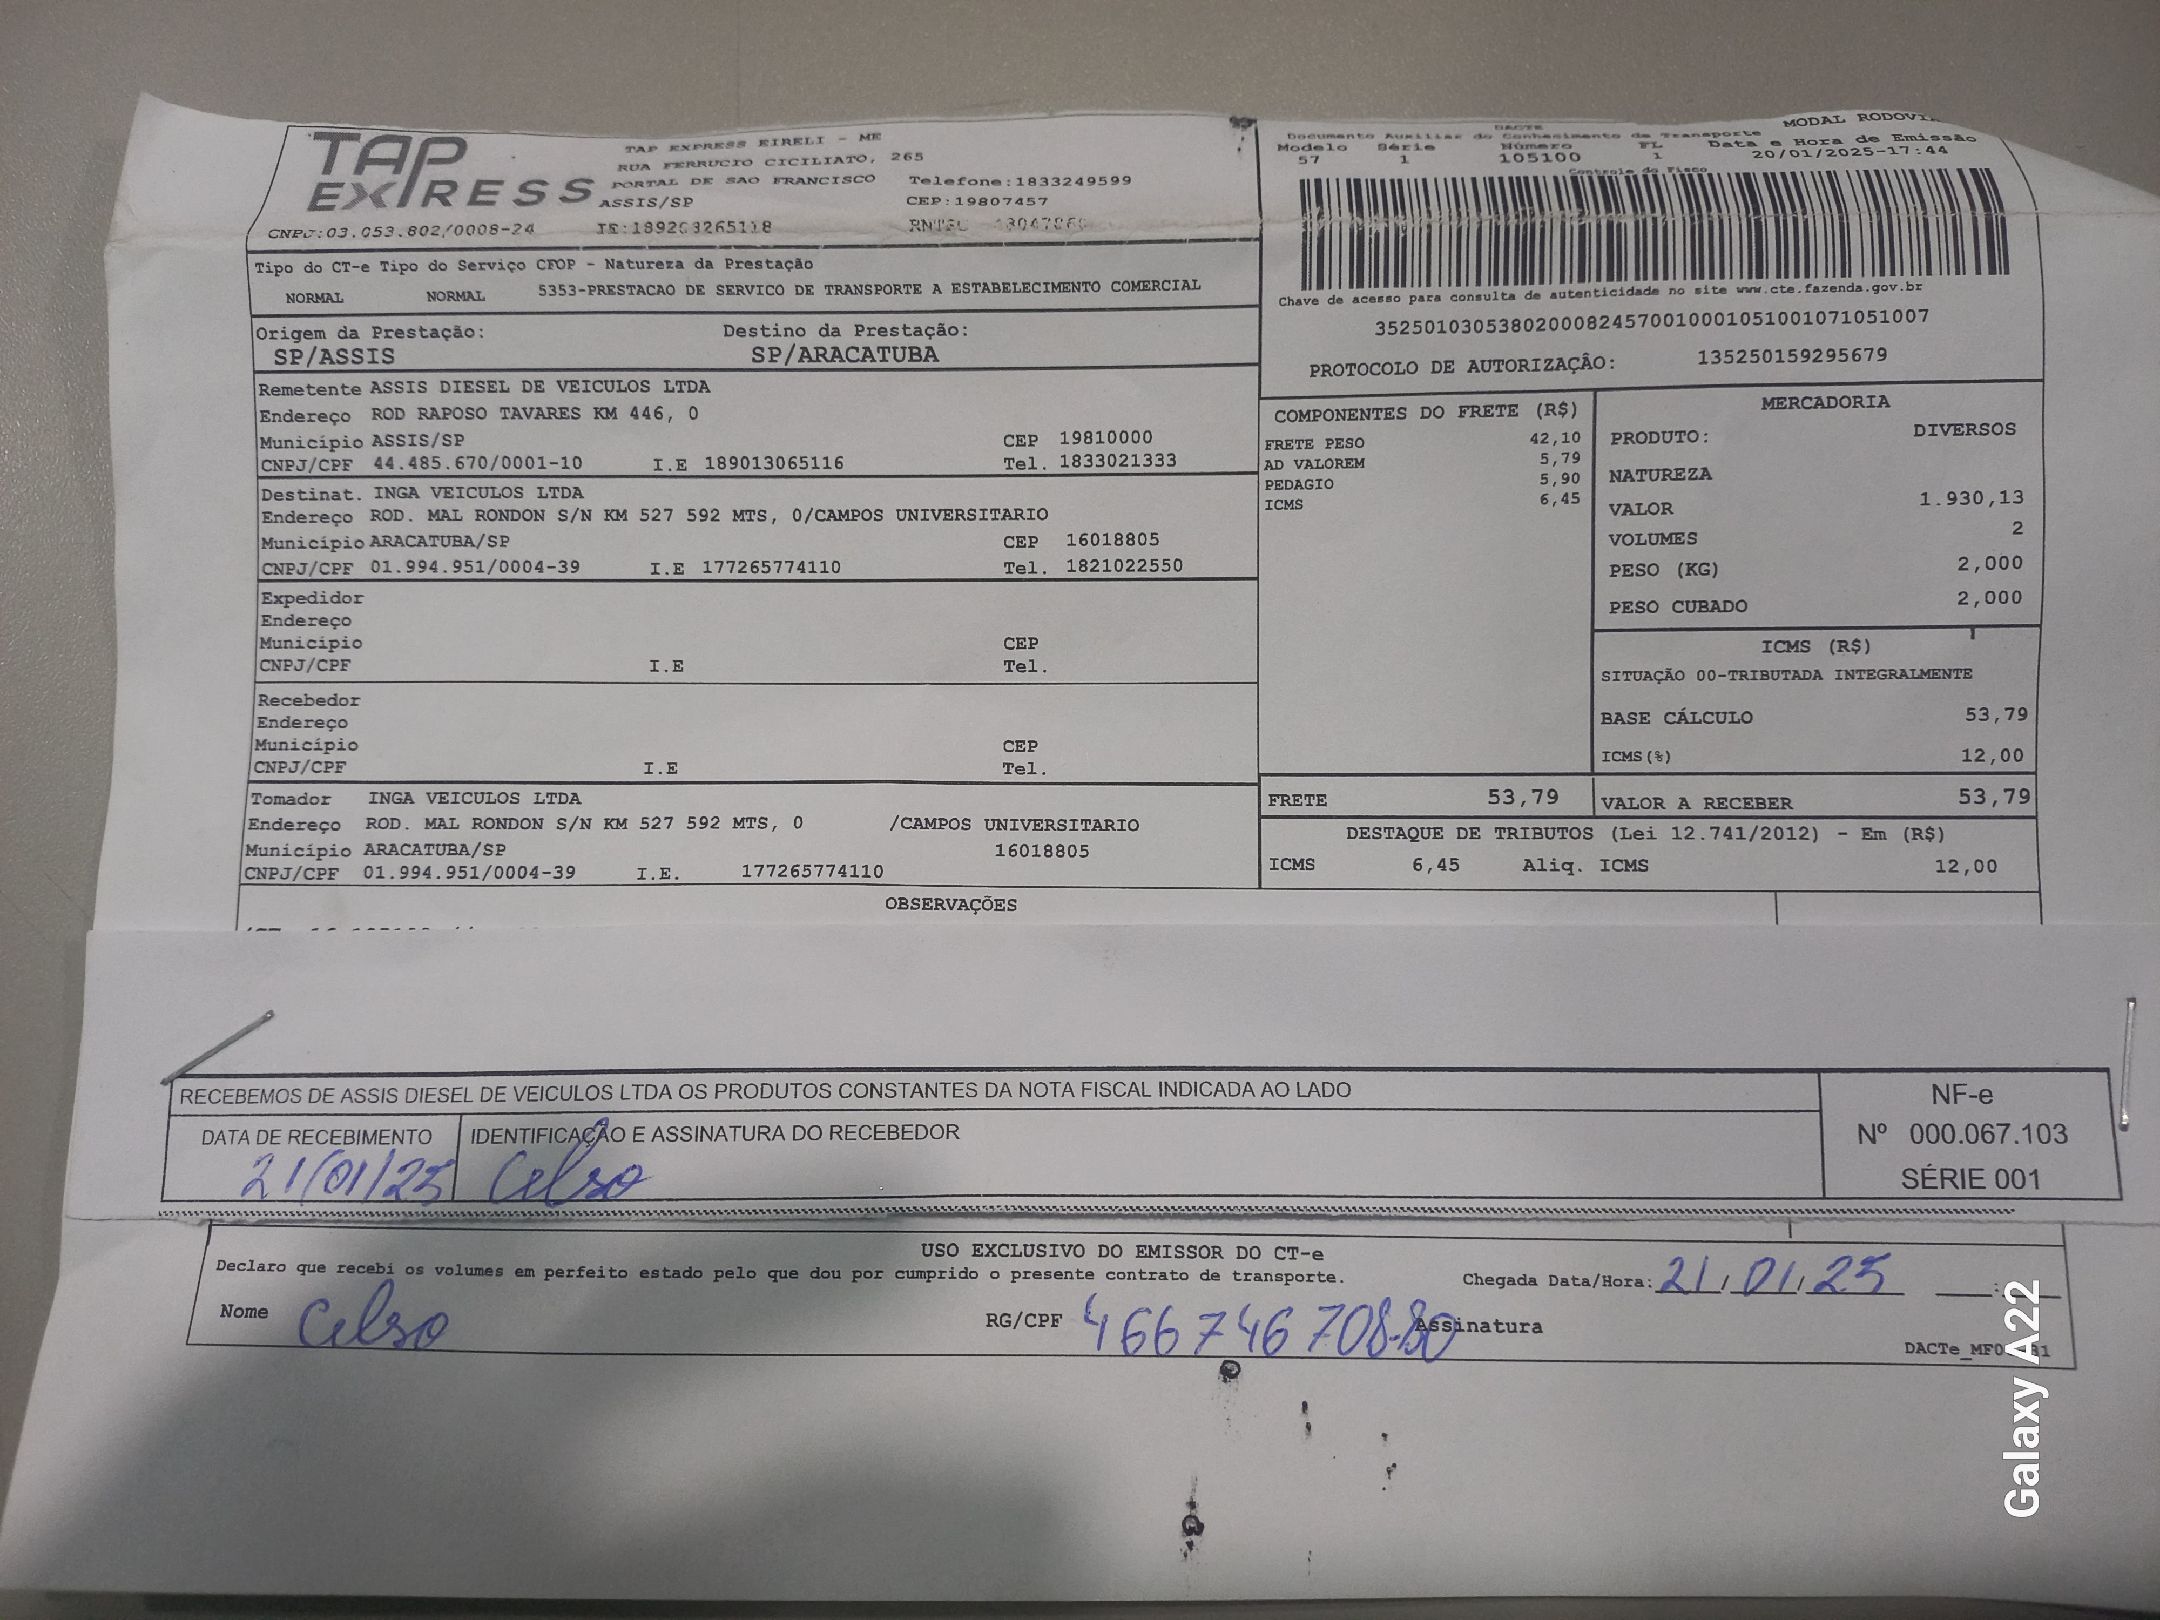 TAP EXPRESS
TAP EXPRESS EIRELI - ME
RUA FERRUCIO CICILIATO, 265
PORTAL DE SAO FRANCISCO Telefone:1833249599
ASSIS/SP CEP:19807457
CNPJ:03.053.802/0008-24 IE:189203265118
DACTE
Documento Auxiliar do Conhecimento de Transporte
MODAL RODOVI
Modelo Série Número FL Data e Hora de Emissão
57 1 105100 1 20/01/2025-17:44
Controle do Fisco
Chave de acesso para consulta de autenticidade no site www.cte.fazenda.gov.br
35250103053802000824570010001051001071051007
PROTOCOLO DE AUTORIZAÇÂO: 135250159295679
Tipo do CT-e Tipo do Serviço CFOP - Natureza da Prestação
NORMAL NORMAL 5353-PRESTACAO DE SERVICO DE TRANSPORTE A ESTABELECIMENTO COMERCIAL
Origem da Prestação: Destino da Prestação:
SP/ASSIS SP/ARACATUBA
Remetente ASSIS DIESEL DE VEICULOS LTDA
Endereço ROD RAPOSO TAVARES KM 446, 0
Município ASSIS/SP CEP 19810000
CNPJ/CPF 44.485.670/0001-10 I.E 189013065116 Tel. 1833021333
Destinat. INGA VEICULOS LTDA
Endereço ROD. MAL RONDON S/N KM 527 592 MTS, 0/CAMPOS UNIVERSITARIO
Município ARACATUBA/SP CEP 16018805
CNPJ/CPF 01.994.951/0004-39 I.E 177265774110 Tel. 1821022550
Expedidor
Endereço
Município CEP
CNPJ/CPF I.E Tel.
Recebedor
Endereço
Município CEP
CNPJ/CPF I.E Tel.
Tomador INGA VEICULOS LTDA
Endereço ROD. MAL RONDON S/N KM 527 592 MTS, 0 /CAMPOS UNIVERSITARIO
Município ARACATUBA/SP 16018805
CNPJ/CPF 01.994.951/0004-39 I.E. 177265774110
COMPONENTES DO FRETE (R$)
FRETE PESO 42,10
AD VALOREM 5,79
PEDAGIO 5,90
ICMS 6,45
MERCADORIA
PRODUTO: DIVERSOS
NATUREZA
VALOR 1.930,13
VOLUMES 2
PESO (KG) 2,000
PESO CUBADO 2,000
ICMS (R$)
SITUAÇÃO 00-TRIBUTADA INTEGRALMENTE
BASE CÁLCULO 53,79
ICMS(%) 12,00
FRETE 53,79 VALOR A RECEBER 53,79
DESTAQUE DE TRIBUTOS (Lei 12.741/2012) - Em (R$)
ICMS 6,45 Aliq. ICMS 12,00
OBSERVAÇÕES
RECEBEMOS DE ASSIS DIESEL DE VEICULOS LTDA OS PRODUTOS CONSTANTES DA NOTA FISCAL INDICADA AO LADO
DATA DE RECEBIMENTO IDENTIFICAÇÃO E ASSINATURA DO RECEBEDOR
21/01/25 Celso
NF-e
Nº 000.067.103
SÉRIE 001
USO EXCLUSIVO DO EMISSOR DO CT-e
Declaro que recebi os volumes em perfeito estado pelo que dou por cumprido o presente contrato de transporte. Chegada Data/Hora: 21/01/25 :
Nome Celso RG/CPF 466746708-80 Assinatura
Galaxy A22